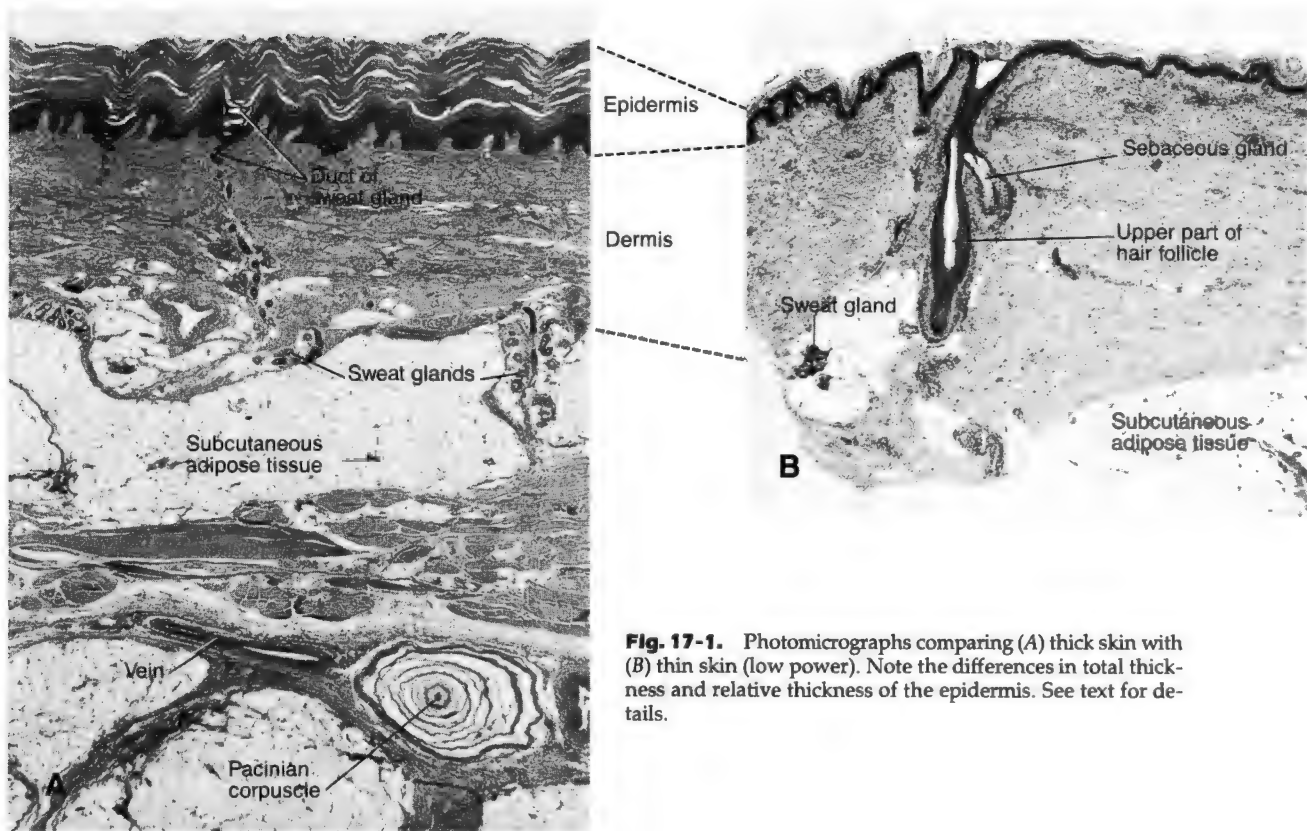 Epidermis
Duct of
sweat gland
Dermis
Sweat glands
Subcutaneous
adipose tissue
Vein
Pacinian
corpuscle
A
Sebaceous gland
Upper part of
hair follicle
Sweat gland
Subcutaneous
adipose tissue
B
Fig. 17-1. Photomicrographs comparing (A) thick skin with
(B) thin skin (low power). Note the differences in total thick-
ness and relative thickness of the epidermis. See text for de-
tails.